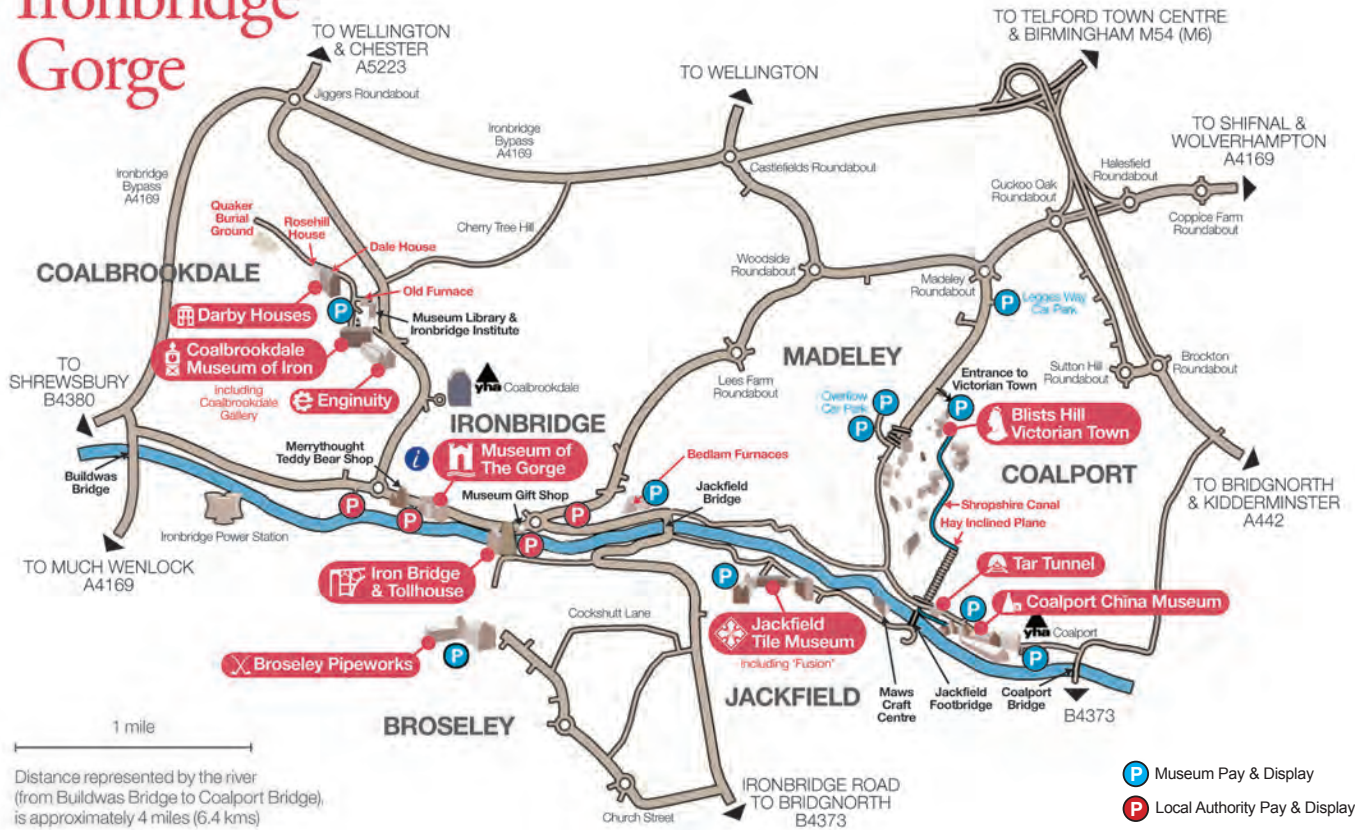 Ironbridge
Gorge
TO WELLINGTON
& CHESTER
A5223
Jiggers Roundabout
TO WELLINGTON
TO TELFORD TOWN CENTRE
& BIRMINGHAM M54 (M6)
Ironbridge
Bypass
A4169
Ironbridge
Bypass
A4169
Castlefields Roundabout
TO SHIFNAL &
WOLVERHAMPTON
A4169
Halesfield
Roundabout
Cuckoo Oak
Roundabout
Coppice Farm
Roundabout
Quaker
Burial
Ground
Rosehill
House
Dale House
Cherry Tree Hill
COALBROOKDALE
Old Furnace
Darby Houses
P
Museum Library &
Ironbridge Institute
Woodside
Roundabout
Madeley
Roundabout
P
Legges Way
Car Park
Coalbrookdale
Museum of Iron
including
Coalbrookdale
Gallery
Enginuity
yha Coalbrookdale
TO
SHREWSBURY
B4380
MADELEY
Lees Farm
Roundabout
Sutton Hill
Roundabout
Brockton
Roundabout
Entrance to
Victorian Town
Overflow
Car Park
P
P
P
Blists Hill
Victorian Town
IRONBRIDGE
Merrythought
Teddy Bear Shop
i
Museum of
The Gorge
Bedlam Furnaces
COALPORT
Buildwas
Bridge
P
P
Museum Gift Shop
P
P
P
Jackfield
Bridge
TO BRIDGNORTH
& KIDDERMINSTER
A442
Shropshire Canal
Hay Inclined Plane
Ironbridge Power Station
TO MUCH WENLOCK
A4169
Iron Bridge
& Tollhouse
Tar Tunnel
P
P
Coalport China Museum
Cockshutt Lane
Jackfield
Tile Museum
including 'Fusion'
yha Coalport
P
Broseley Pipeworks
P
JACKFIELD
Maws
Craft
Centre
Jackfield
Footbridge
Coalport
Bridge
B4373
BROSELEY
1 mile
Distance represented by the river
(from Buildwas Bridge to Coalport Bridge),
is approximately 4 miles (6.4 kms)
Church Street
IRONBRIDGE ROAD
TO BRIDGNORTH
B4373
P Museum Pay & Display
P Local Authority Pay & Display